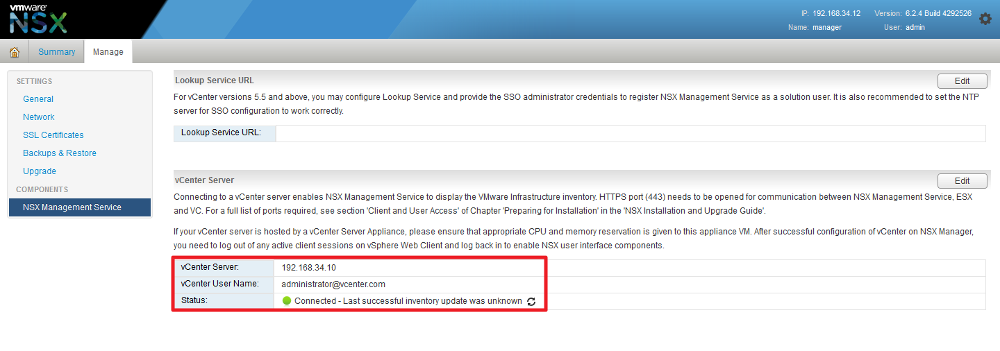 vmware
NSX
IP: 192.168.34.12 Version: 6.2.4 Build 4292526
Name: manager User: admin
Summary Manage
SETTINGS
General
Network
SSL Certificates
Backups & Restore
Upgrade
COMPONENTS
NSX Management Service
Lookup Service URL Edit
For vCenter versions 5.5 and above, you may configure Lookup Service and provide the SSO administrator credentials to register NSX Management Service as a solution user. It is also recommended to set the NTP
server for SSO configuration to work correctly.
Lookup Service URL:
vCenter Server Edit
Connecting to a vCenter server enables NSX Management Service to display the VMware Infrastructure inventory. HTTPS port (443) needs to be opened for communication between NSX Management Service, ESX
and VC. For a full list of ports required, see section 'Client and User Access' of Chapter 'Preparing for Installation' in the 'NSX Installation and Upgrade Guide'.
If your vCenter server is hosted by a vCenter Server Appliance, please ensure that appropriate CPU and memory reservation is given to this appliance VM. After successful configuration of vCenter on NSX Manager,
you need to log out of any active client sessions on vSphere Web Client and log back in to enable NSX user interface components.
vCenter Server: 192.168.34.10
vCenter User Name: administrator@vcenter.com
Status: Connected - Last successful inventory update was unknown